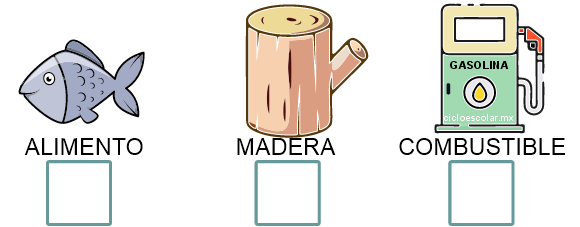 GASOLINA
cicloescolar.mx
ALIMENTO
MADERA
COMBUSTIBLE